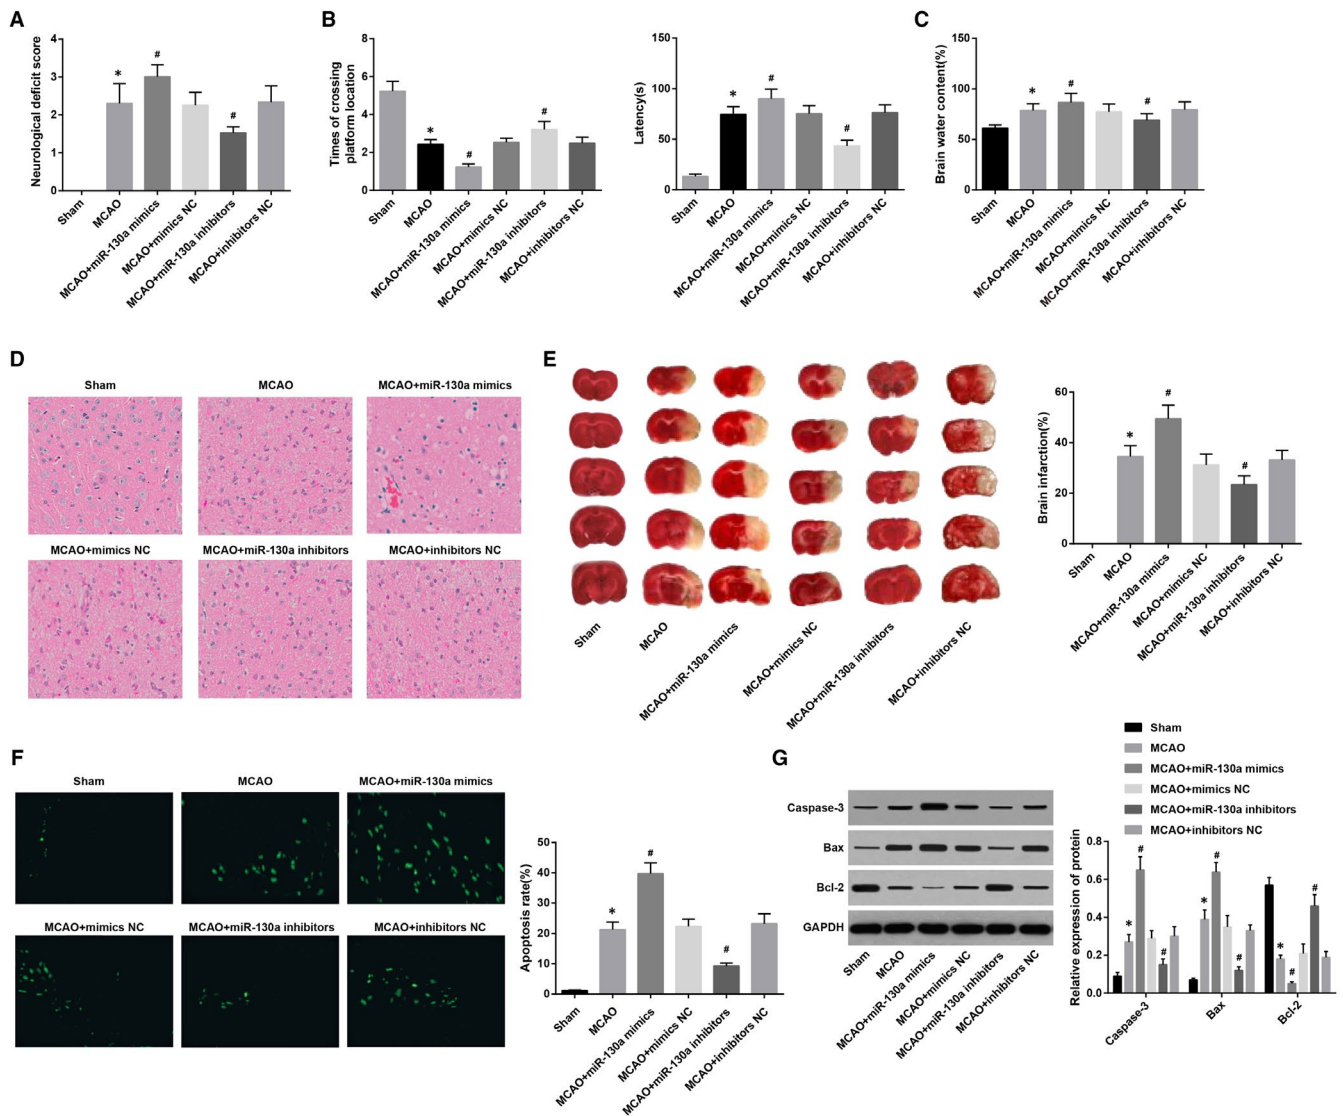 A
Neurological deficit score
4
3
2
1
0
*
#
#
Sham
MCAO
MCAO+miR-130a mimics
MCAO+mimics NC
MCAO+miR-130a inhibitors
MCAO+inhibitors NC
B
Times of crossing
platform location
8
6
4
2
0
*
#
#
Sham
MCAO
MCAO+miR-130a mimics
MCAO+mimics NC
MCAO+miR-130a inhibitors
MCAO+inhibitors NC
Latency(s)
150
100
50
0
*
#
#
Sham
MCAO
MCAO+miR-130a mimics
MCAO+mimics NC
MCAO+miR-130a inhibitors
MCAO+inhibitors NC
C
Brain water content(%)
150
100
50
0
*
#
#
Sham
MCAO
MCAO+miR-130a mimics
MCAO+mimics NC
MCAO+miR-130a inhibitors
MCAO+inhibitors NC
D
Sham
MCAO
MCAO+miR-130a mimics
MCAO+mimics NC
MCAO+miR-130a inhibitors
MCAO+inhibitors NC
E
Sham
MCAO
MCAO+miR-130a mimics
MCAO+mimics NC
MCAO+miR-130a inhibitors
MCAO+inhibitors NC
Brain infarction(%)
60
40
20
0
*
#
#
Sham
MCAO
MCAO+miR-130a mimics
MCAO+mimics NC
MCAO+miR-130a inhibitors
MCAO+inhibitors NC
F
Sham
MCAO
MCAO+miR-130a mimics
MCAO+mimics NC
MCAO+miR-130a inhibitors
MCAO+inhibitors NC
Apoptosis rate(%)
50
40
30
20
10
0
*
#
#
Sham
MCAO
MCAO+miR-130a mimics
MCAO+mimics NC
MCAO+miR-130a inhibitors
MCAO+inhibitors NC
G
Caspase-3
Bax
Bcl-2
GAPDH
Sham
MCAO
MCAO+miR-130a mimics
MCAO+mimics NC
MCAO+miR-130a inhibitors
MCAO+inhibitors NC
Sham
MCAO
MCAO+miR-130a mimics
MCAO+mimics NC
MCAO+miR-130a inhibitors
MCAO+inhibitors NC
Relative expression of protein
0.8
0.6
0.4
0.2
0.0
*
#
#
*
#
#
*
#
#
Caspase-3
Bax
Bcl-2